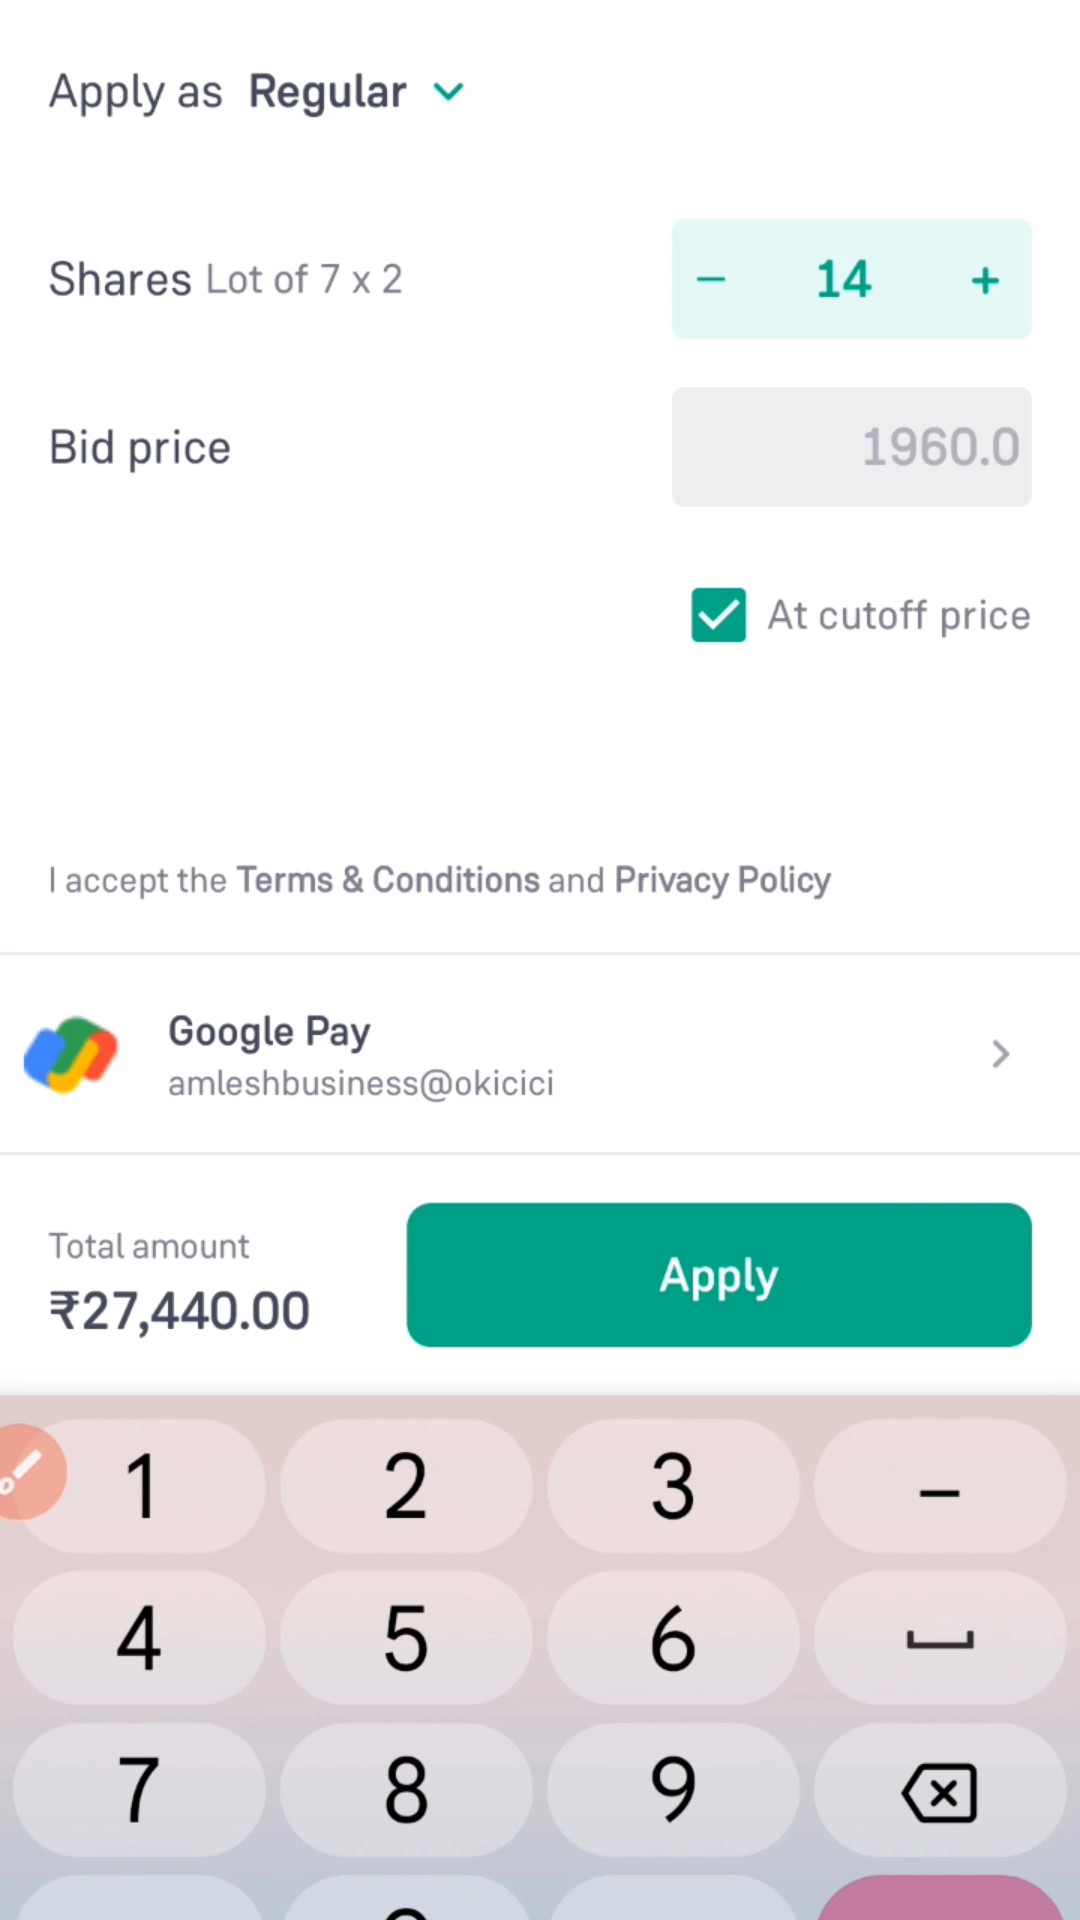 Apply as Regular
Shares Lot of 7 x 2
− 14 +
Bid price
1960.0
At cutoff price
I accept the Terms & Conditions and Privacy Policy
Google Pay
amleshbusiness@okicici
Total amount
₹27,440.00
Apply
1 2 3 –
4 5 6
7 8 9